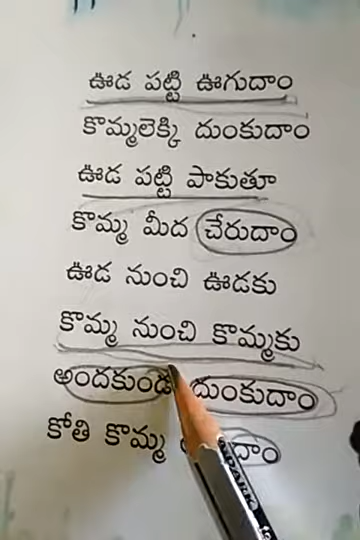 ఊడ పట్టి ఊగుదాం
కొమ్మలెక్కి దుంకుదాం
ఊడ పట్టి పాకుతూ
కొమ్మ మీద చేరుదాం
ఊడ నుంచి ఊడకు
కొమ్మ నుంచి కొమ్మకు
అందకుండ దుంకుదాం
కోతి కొమ్మ